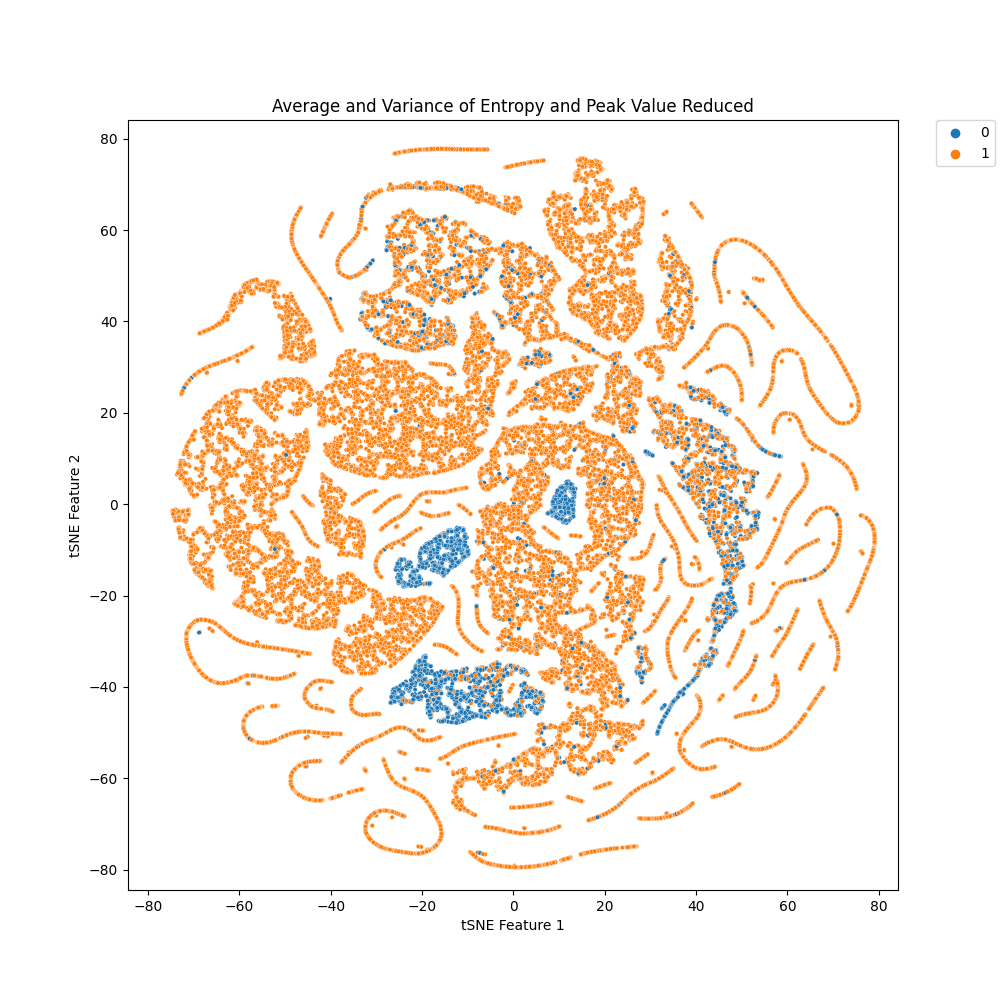 Average and Variance of Entropy and Peak Value Reduced
0
1
80
60
40
20
0
−20
−40
−60
−80
tSNE Feature 2
−80 −60 −40 −20 0 20 40 60 80
tSNE Feature 1